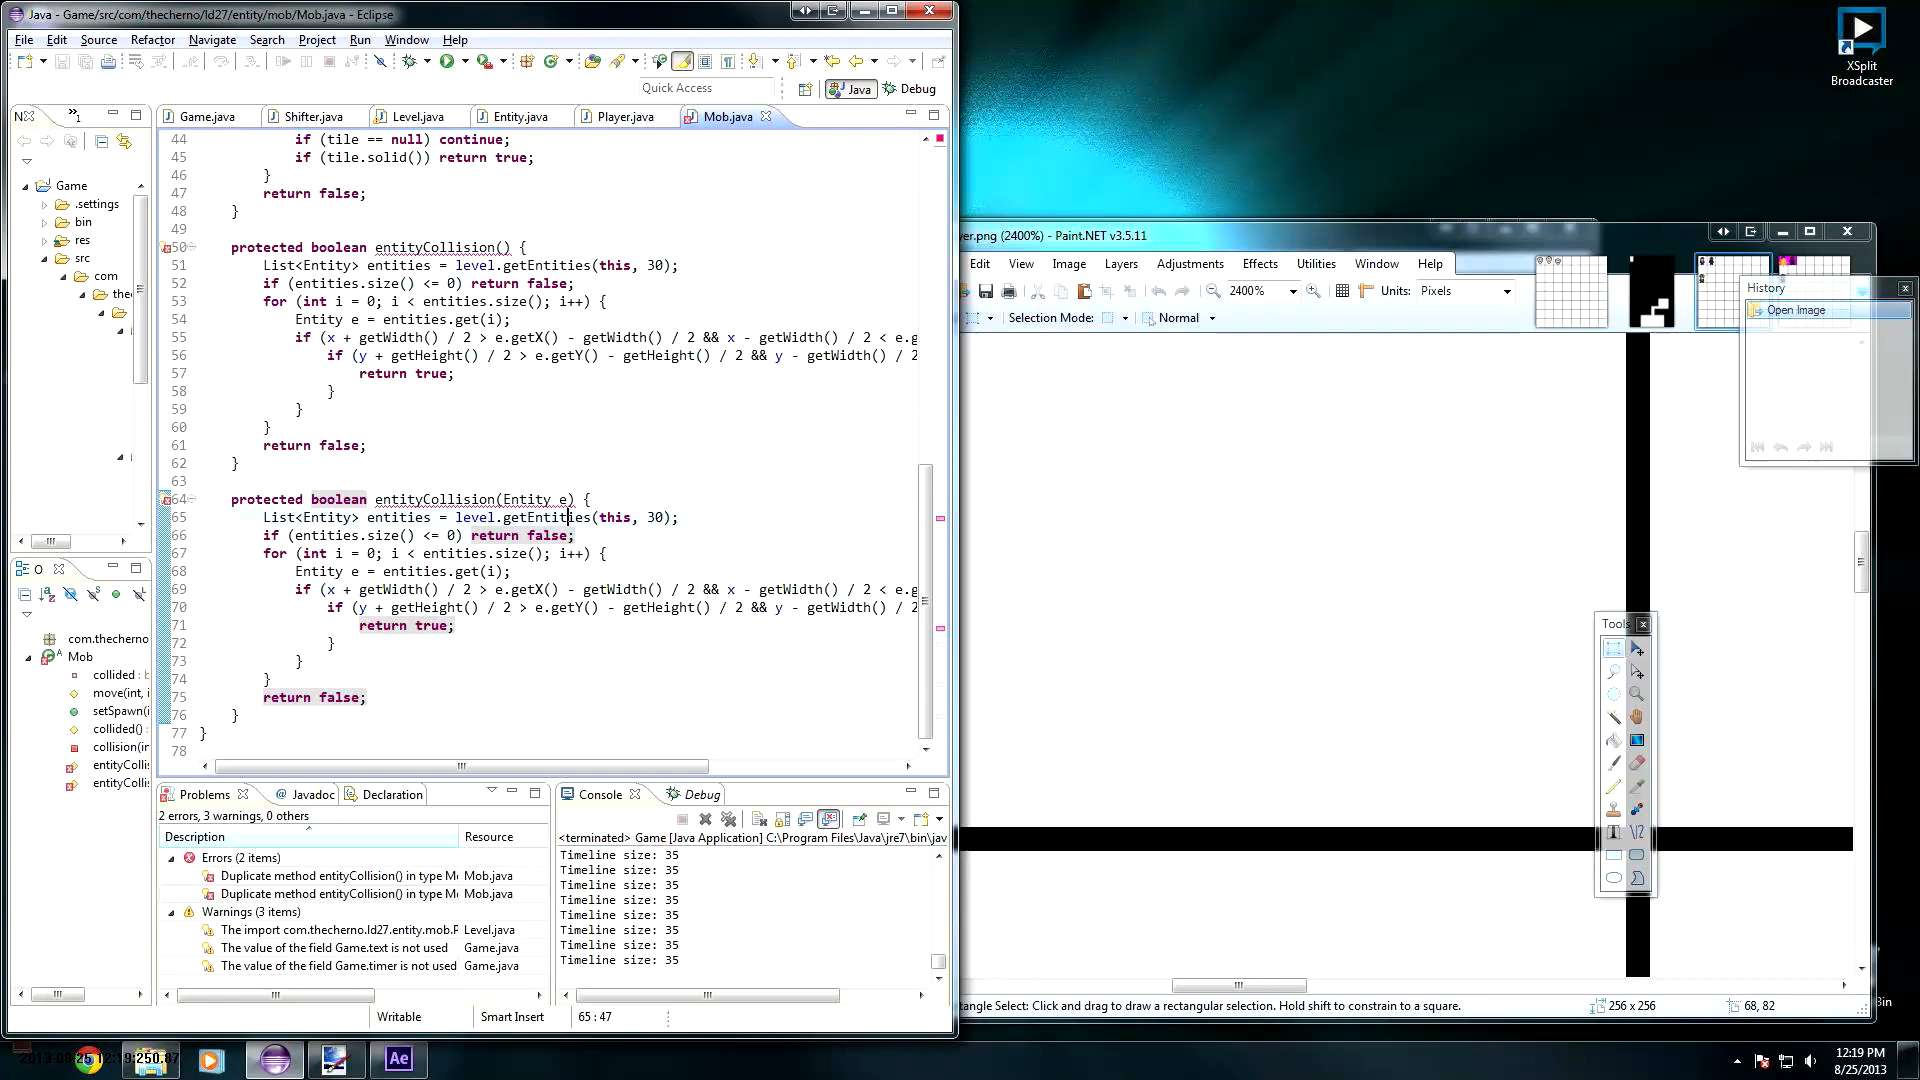 Java - Game/src/com/thecherno/ld27/entity/mob/Mob.java - Eclipse
File Edit Source Refactor Navigate Search Project Run Window Help
Quick Access
Java
Debug
Game.java
Shifter.java
Level.java
Entity.java
Player.java
Mob.java
Game
.settings
bin
res
src
com
the
44 if (tile == null) continue;
45 if (tile.solid()) return true;
46 }
47 return false;
48 }
50 protected boolean entityCollision() {
51 List<Entity> entities = level.getEntities(this, 30);
52 if (entities.size() <= 0) return false;
53 for (int i = 0; i < entities.size(); i++) {
54 Entity e = entities.get(i);
55 if (x + getWidth() / 2 > e.getX() - getWidth() / 2 && x - getWidth() / 2 < e.g
56 if (y + getHeight() / 2 > e.getY() - getHeight() / 2 && y - getWidth() / 2
57 return true;
58 }
59 }
60 }
61 return false;
62 }
63
64 protected boolean entityCollision(Entity e) {
65 List<Entity> entities = level.getEntities(this, 30);
66 if (entities.size() <= 0) return false;
67 for (int i = 0; i < entities.size(); i++) {
68 Entity e = entities.get(i);
69 if (x + getWidth() / 2 > e.getX() - getWidth() / 2 && x - getWidth() / 2 < e.g
70 if (y + getHeight() / 2 > e.getY() - getHeight() / 2 && y - getWidth() / 2
71 return true;
72 }
73 }
74 }
75 return false;
76 }
77 }
78
com.thecherno
Mob
collided : b
move(int, i
setSpawn(i
collided() :
collision(in
entityColli
entityColli
Problems
Javadoc
Declaration
2 errors, 3 warnings, 0 others
Description Resource
Errors (2 items)
Duplicate method entityCollision() in type Mo Mob.java
Duplicate method entityCollision() in type Mo Mob.java
Warnings (3 items)
The import com.thecherno.ld27.entity.mob.P Level.java
The value of the field Game.text is not used Game.java
The value of the field Game.timer is not used Game.java
Console
Debug
<terminated> Game [Java Application] C:\Program Files\Java\jre7\bin\jav
Timeline size: 35
Timeline size: 35
Timeline size: 35
Timeline size: 35
Timeline size: 35
Timeline size: 35
Timeline size: 35
Timeline size: 35
Writable
Smart Insert
65 : 47
XSplit
Broadcaster
yer.png (2400%) - Paint.NET v3.5.11
Edit View Image Layers Adjustments Effects Utilities Window Help
2400%
Units: Pixels
Selection Mode:
Normal
History
Open Image
Tools
tangle Select: Click and drag to draw a rectangular selection. Hold shift to constrain to a square.
256 x 256
68, 82
Bin
Ae
12:19 PM
8/25/2013